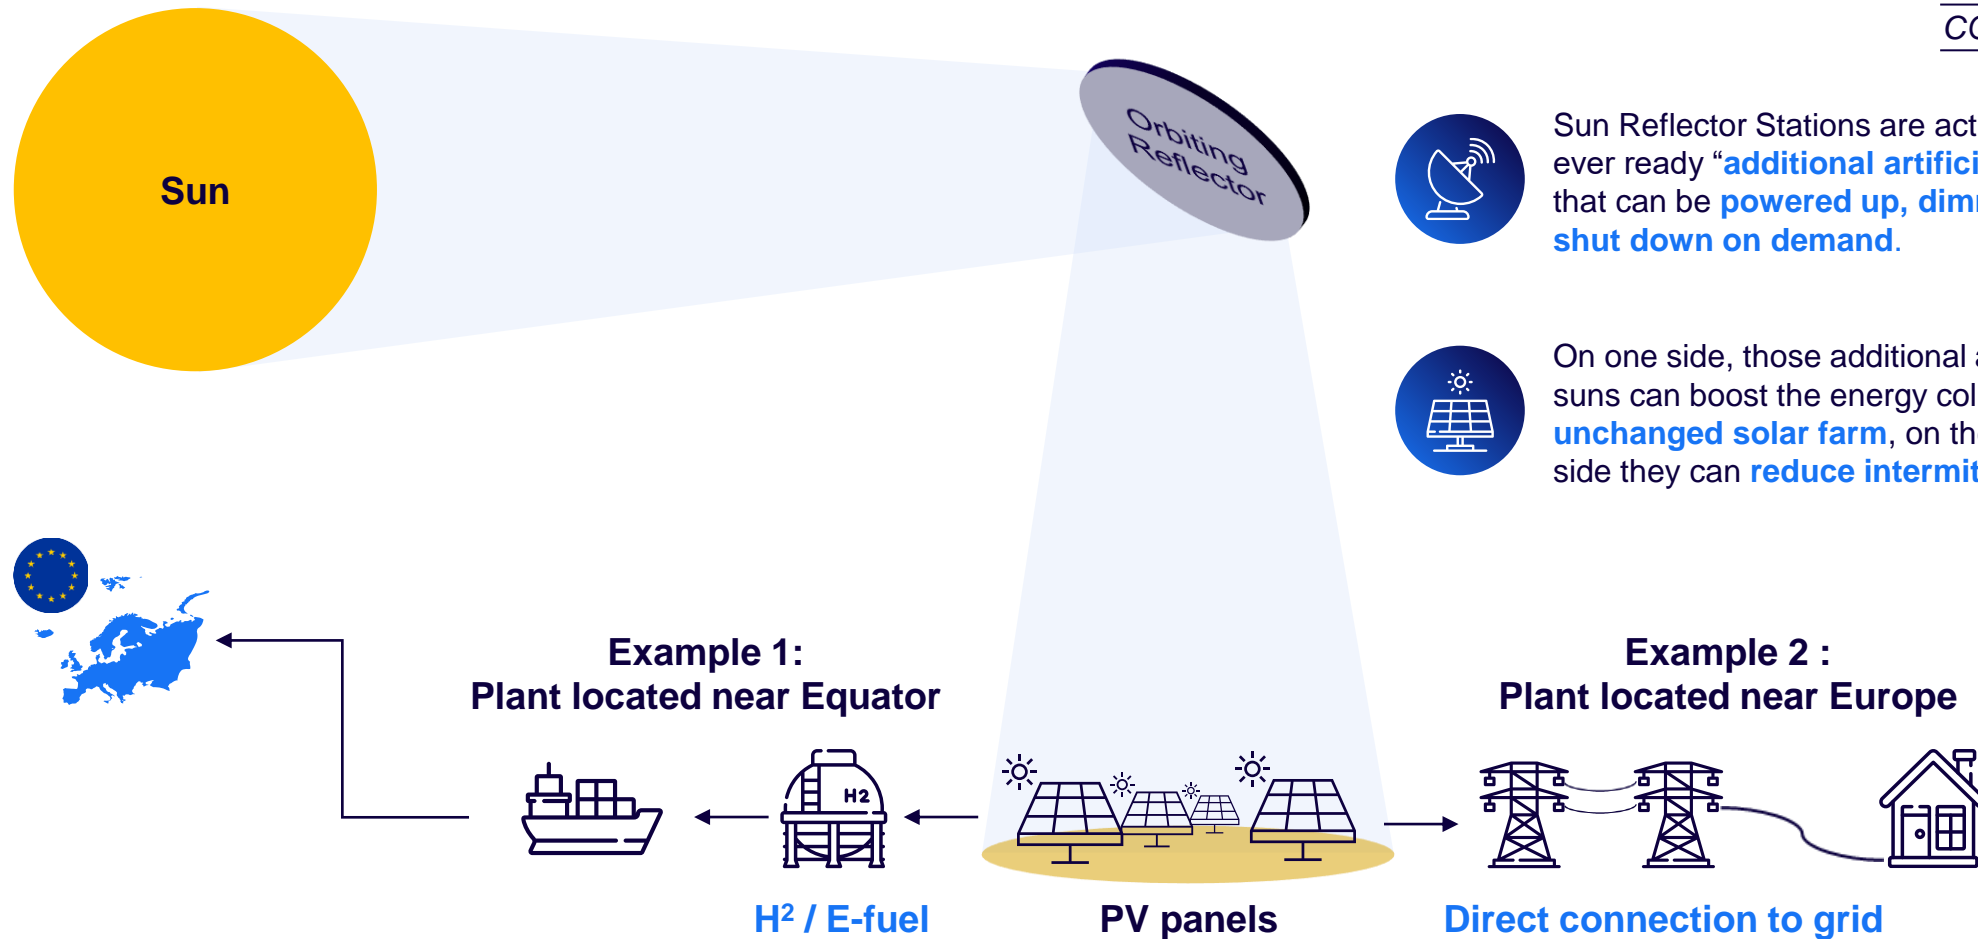 CO
Sun
Orbiting
Reflector
Sun Reflector Stations are act
ever ready “additional artifici
that can be powered up, dim
shut down on demand.
On one side, those additional a
suns can boost the energy col
unchanged solar farm, on th
side they can reduce intermit
Example 1:
Plant located near Equator
Example 2 :
Plant located near Europe
H2
H² / E-fuel
PV panels
Direct connection to grid